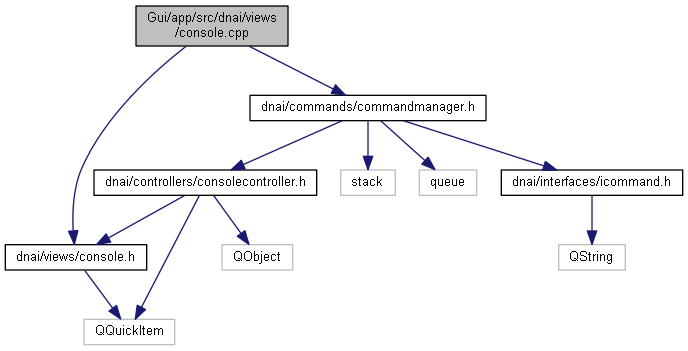 Gui/app/src/dnai/views
/console.cpp
dnai/commands/commandmanager.h
dnai/controllers/consolecontroller.h
stack
queue
dnai/interfaces/icommand.h
dnai/views/console.h
QObject
QString
QQuickItem